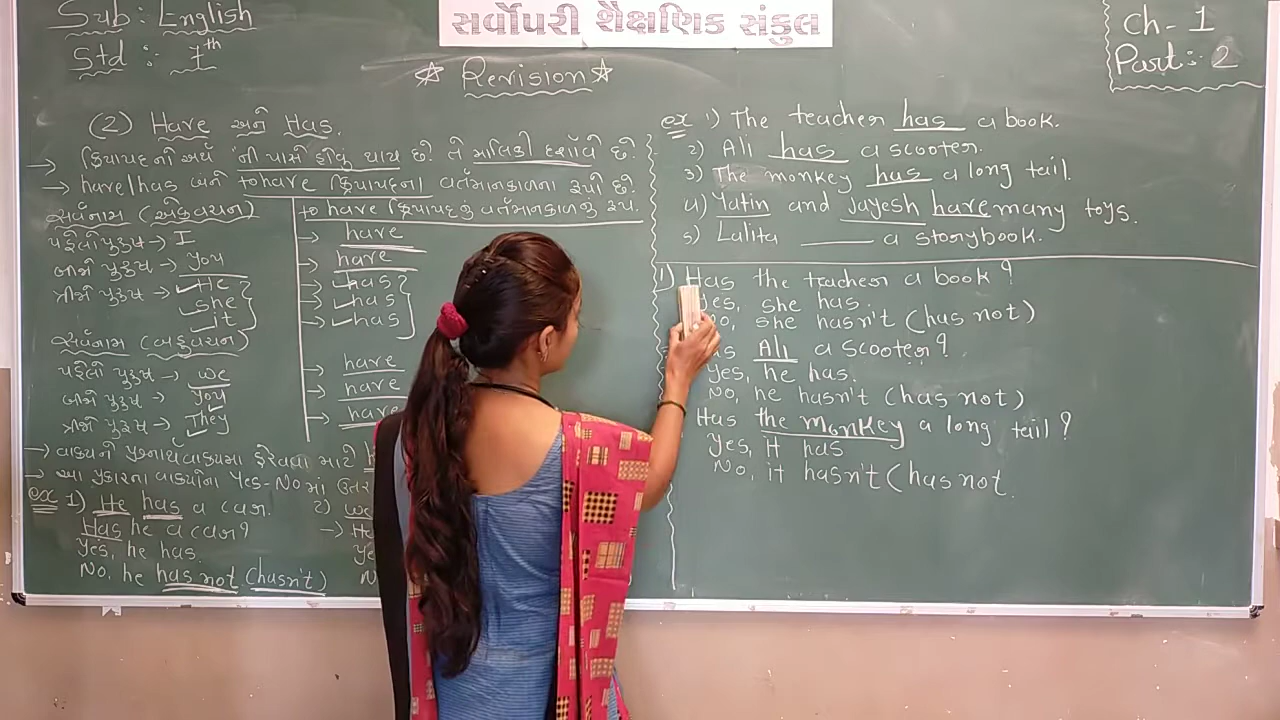 Sub: English
Std : 7th
સર્વોપરી શૈક્ષણિક સંકુલ
Revision
Ch-1
Part: 2
(2) Have અને Has.
→ ક્રિયાપદનો અર્થ 'ની પાસે હોવું થાય છે. તે માલિકી દર્શાવે છે.
→ have/has બંને to have ક્રિયાપદના વર્તમાનકાળના રૂપો છે.
સર્વનામ (એકવચન)
to have ક્રિયાપદનું વર્તમાનકાળનું રૂપ.
પહેલો પુરુષ → I → have
બીજો પુરુષ → you → have
ત્રીજો પુરુષ → He → has
she → has
it → has
સર્વનામ (બહુવચન)
પહેલો પુરુષ → we → have
બીજો પુરુષ → you → have
ત્રીજો પુરુષ → They → have
→ વાક્યનો પ્રશ્નાર્થવાક્યમાં ફેરવવા માટે
→ આ પ્રકારના વાક્યોના Yes-No માં
ex 1) He has a car.
Has he a car?
Yes, he has.
No, he has not (hasn't)
2) we
ex 1) The teacher has a book.
2) Ali has a scooter.
3) The monkey has a long tail.
4) Yatin and Jayesh have many toys.
5) Lalita ______ a storybook.
1) Has the teacher a book?
Yes, she has.
No, she hasn't (has not)
Ali a scooter?
Yes, he has.
No, he hasn't (has not)
Has the monkey a long tail?
Yes, it has
No, it hasn't (has not.